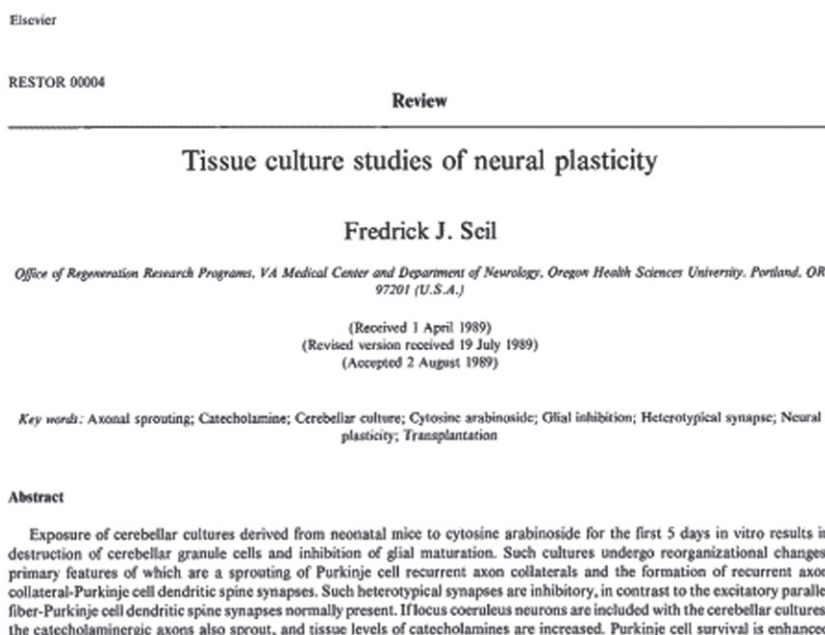 Elsevier
RESTOR 00004
Review
Tissue culture studies of neural plasticity
Fredrick J. Seil
Office of Regeneration Research Programs, VA Medical Center and Department of Neurology, Oregon Health Sciences University, Portland, OR
97201 (U.S.A.)
(Received 1 April 1989)
(Revised version received 19 July 1989)
(Accepted 2 August 1989)
Key words: Axonal sprouting; Catecholamine; Cerebellar culture; Cytosine arabinoside; Glial inhibition; Heterotypical synapse; Neural
plasticity; Transplantation
Abstract
Exposure of cerebellar cultures derived from neonatal mice to cytosine arabinoside for the first 5 days in vitro results in
destruction of cerebellar granule cells and inhibition of glial maturation. Such cultures undergo reorganizational changes
primary features of which are a sprouting of Purkinje cell recurrent axon collaterals and the formation of recurrent axo
collateral-Purkinje cell dendritic spine synapses. Such heterotypical synapses are inhibitory, in contrast to the excitatory paralle
fiber-Purkinje cell dendritic spine synapses normally present. If locus coeruleus neurons are included with the cerebellar cultures
the catecholaminergic axons also sprout, and tissue levels of catecholamines are increased. Purkinje cell survival is enhance